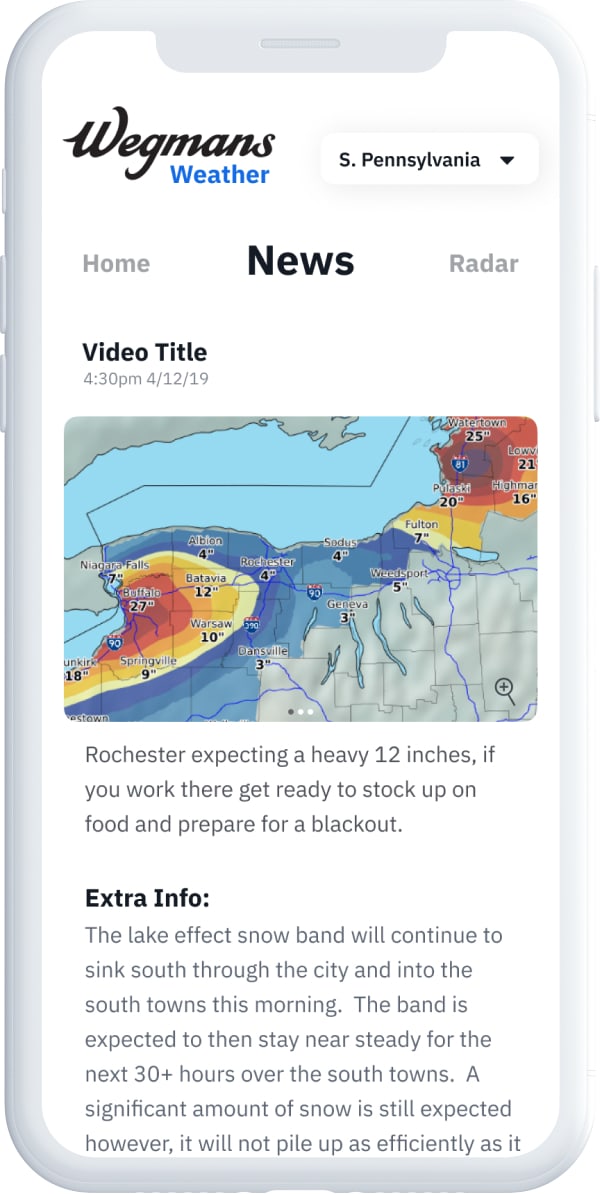 Wegmans
Weather
S. Pennsylvania
Home
News
Radar
Video Title
4:30pm 4/12/19
Watertown
25"
Lowvi
21
81
Pulaski
20"
Highmar
16"
Fulton
7"
Albion
4"
Sodus
4"
Rochester
4"
Niagara Falls
7"
Weedsport
5"
Batavia
12"
Buffalo
27"
90
Geneva
3"
Warsaw
10"
390
90
Dansville
3"
unkirk
18"
Springville
9"
estown
Rochester expecting a heavy 12 inches, if
you work there get ready to stock up on
food and prepare for a blackout.
Extra Info:
The lake effect snow band will continue to
sink south through the city and into the
south towns this morning.  The band is
expected to then stay near steady for the
next 30+ hours over the south towns.  A
significant amount of snow is still expected
however, it will not pile up as efficiently as it